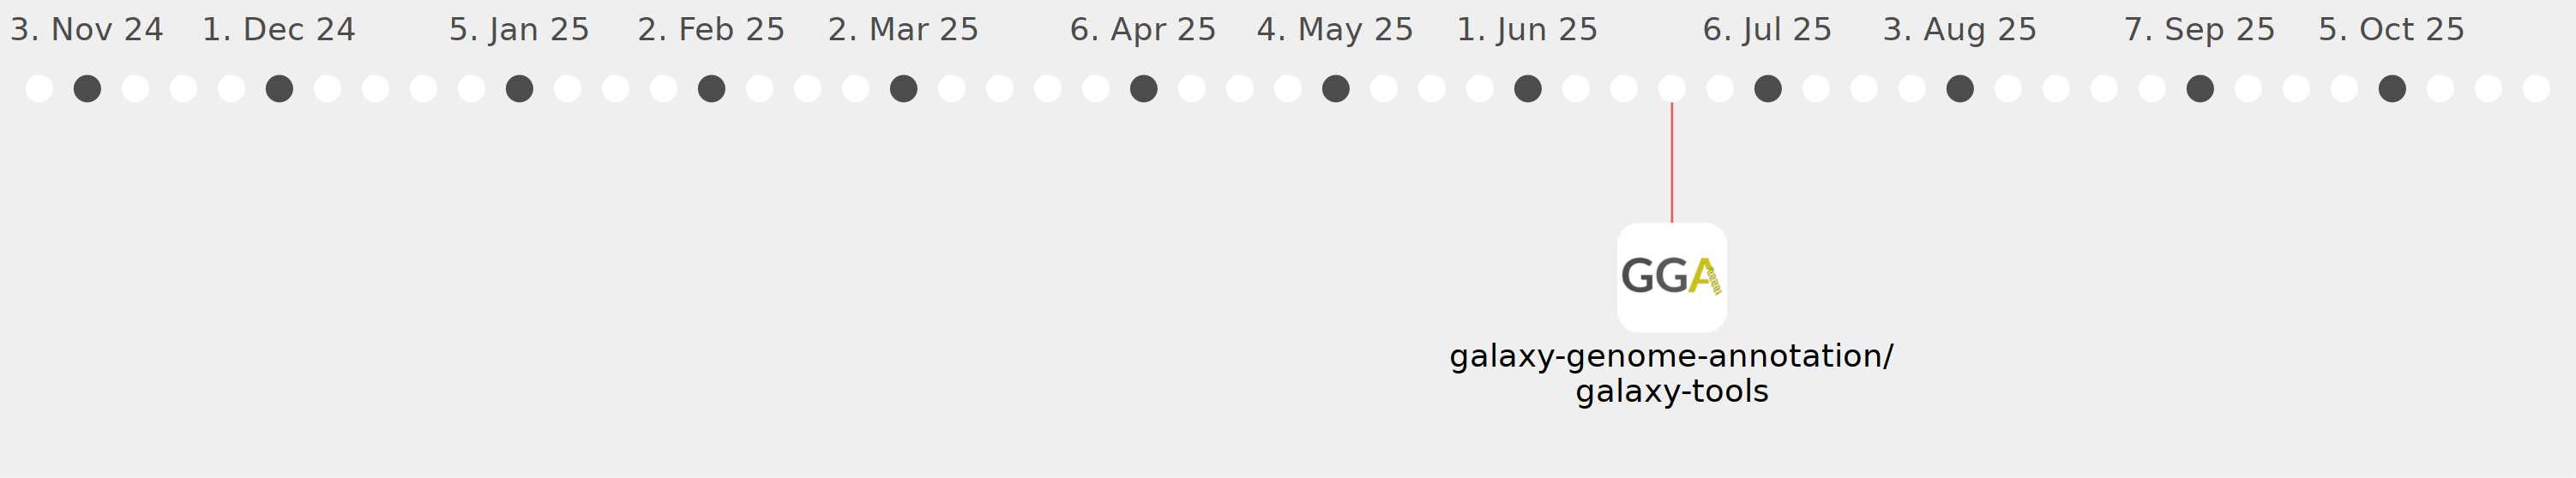 3. Nov 24 1. Dec 24 5. Jan 25 2. Feb 25 2. Mar 25 6. Apr 25 4. May 25 1. Jun 25 6. Jul 25 3. Aug 25 7. Sep 25 5. Oct 25
GGA
galaxy-genome-annotation/
galaxy-tools